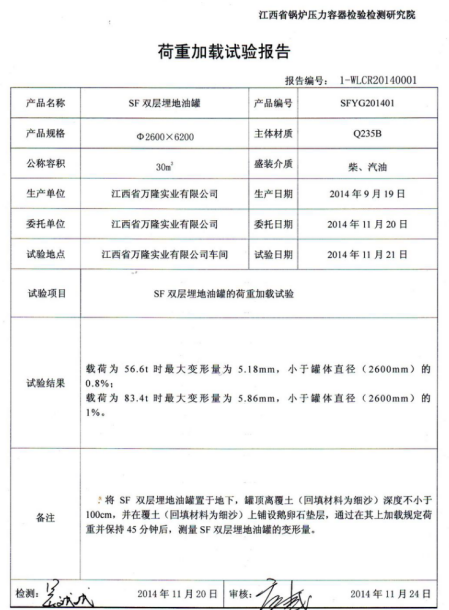 江西省锅炉压力容器检验检测研究院
荷重加载试验报告
报告编号： 1-WLCR20140001
产品名称 SF 双层埋地油罐 产品编号 SFYG201401
产品规格 Φ2600×6200 主体材质 Q235B
公称容积 30m³ 盛装介质 柴、汽油
生产单位 江西省万隆实业有限公司 生产日期 2014 年 9 月 19 日
委托单位 江西省万隆实业有限公司 委托日期 2014 年 11 月 20 日
试验地点 江西省万隆实业有限公司车间 试验日期 2014 年 11 月 21 日
试验项目 SF 双层埋地油罐的荷重加载试验
试验结果
载荷为 56.6t 时最大变形量为 5.18mm，小于罐体直径（2600mm）的
0.8%；
载荷为 83.4t 时最大变形量为 5.86mm，小于罐体直径（2600mm）的
1%。
备注
将 SF 双层埋地油罐置于地下，罐顶离覆土（回填材料为细沙）深度不小于
100cm，并在覆土（回填材料为细沙）上铺设鹅卵石垫层，通过在其上加载规定荷
重并保持 45 分钟后，测量 SF 双层埋地油罐的变形量。
检测： 2014 年 11 月 20 日 审核： 2014 年 11 月 24 日